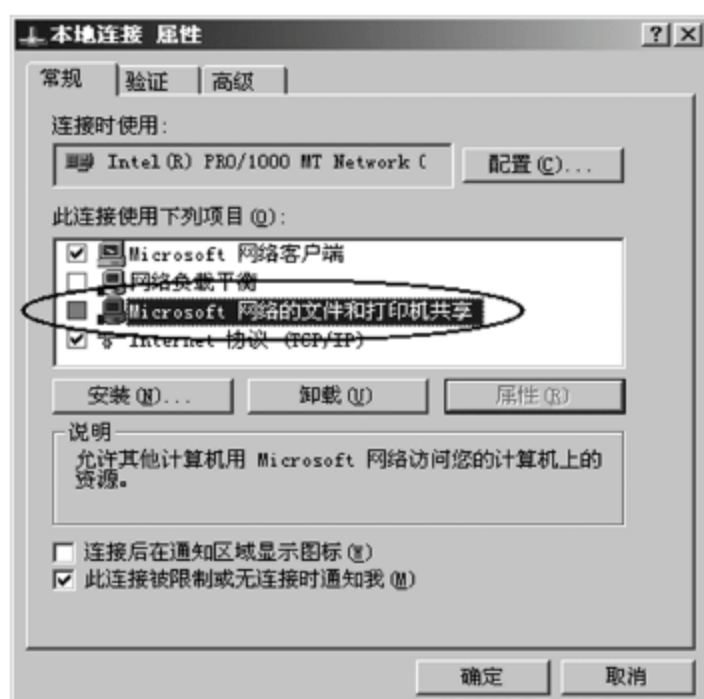 本地连接 属性
常规 验证 高级
连接时使用:
Intel(R) PRO/1000 MT Network C 配置(C)...
此连接使用下列项目(O):
Microsoft 网络客户端
网络负载平衡
Microsoft 网络的文件和打印机共享
Internet 协议 (TCP/IP)
安装(N)... 卸载(U) 属性(R)
说明
允许其他计算机用 Microsoft 网络访问您的计算机上的
资源。
连接后在通知区域显示图标(W)
此连接被限制或无连接时通知我(M)
确定 取消